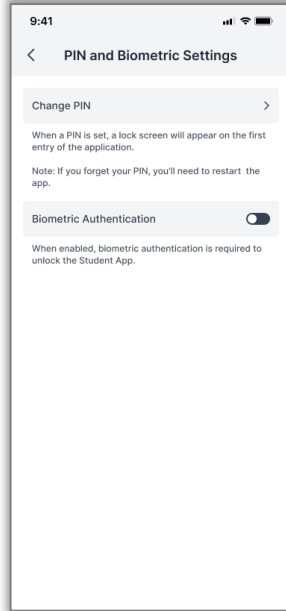 9:41
PIN and Biometric Settings
Change PIN
When a PIN is set, a lock screen will appear on the first
entry of the application.
Note: If you forget your PIN, you'll need to restart the
app.
Biometric Authentication
When enabled, biometric authentication is required to
unlock the Student App.